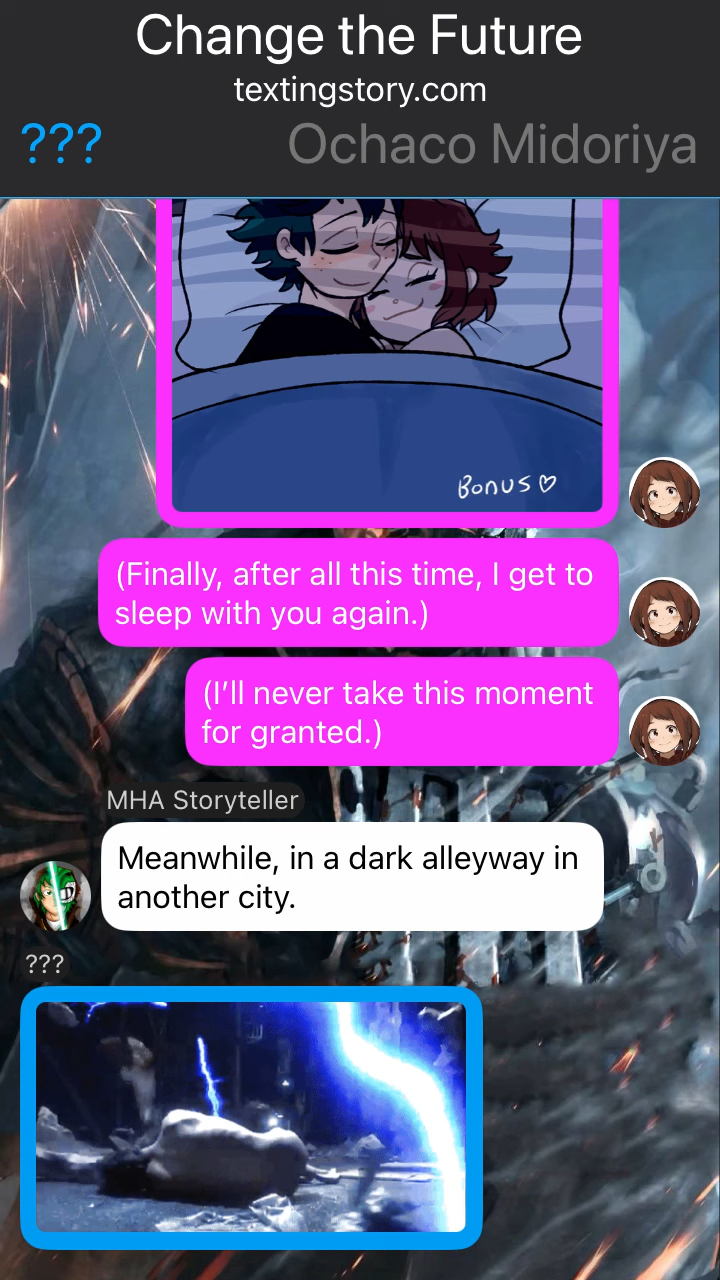 Change the Future
textingstory.com
??? Ochaco Midoriya
Bonus♡
(Finally, after all this time, I get to
sleep with you again.)
(I’ll never take this moment
for granted.)
MHA Storyteller
Meanwhile, in a dark alleyway in
another city.
???